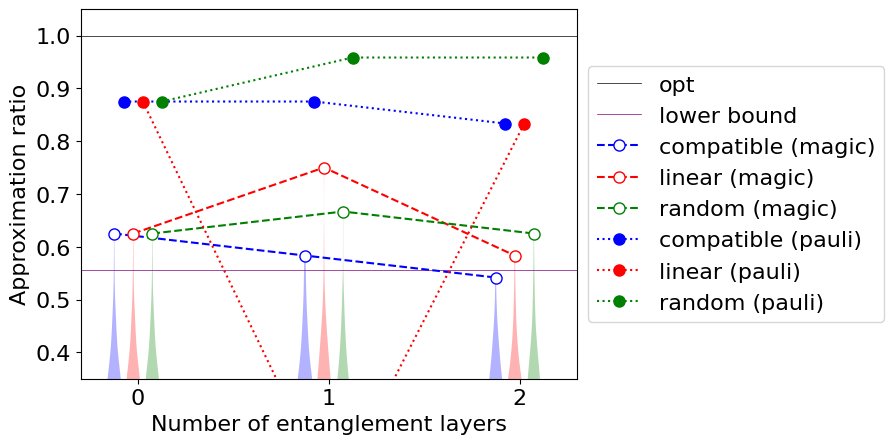 Approximation ratio
1.0
0.9
0.8
0.7
0.6
0.5
0.4
0
1
2
Number of entanglement layers
opt
lower bound
compatible (magic)
linear (magic)
random (magic)
compatible (pauli)
linear (pauli)
random (pauli)